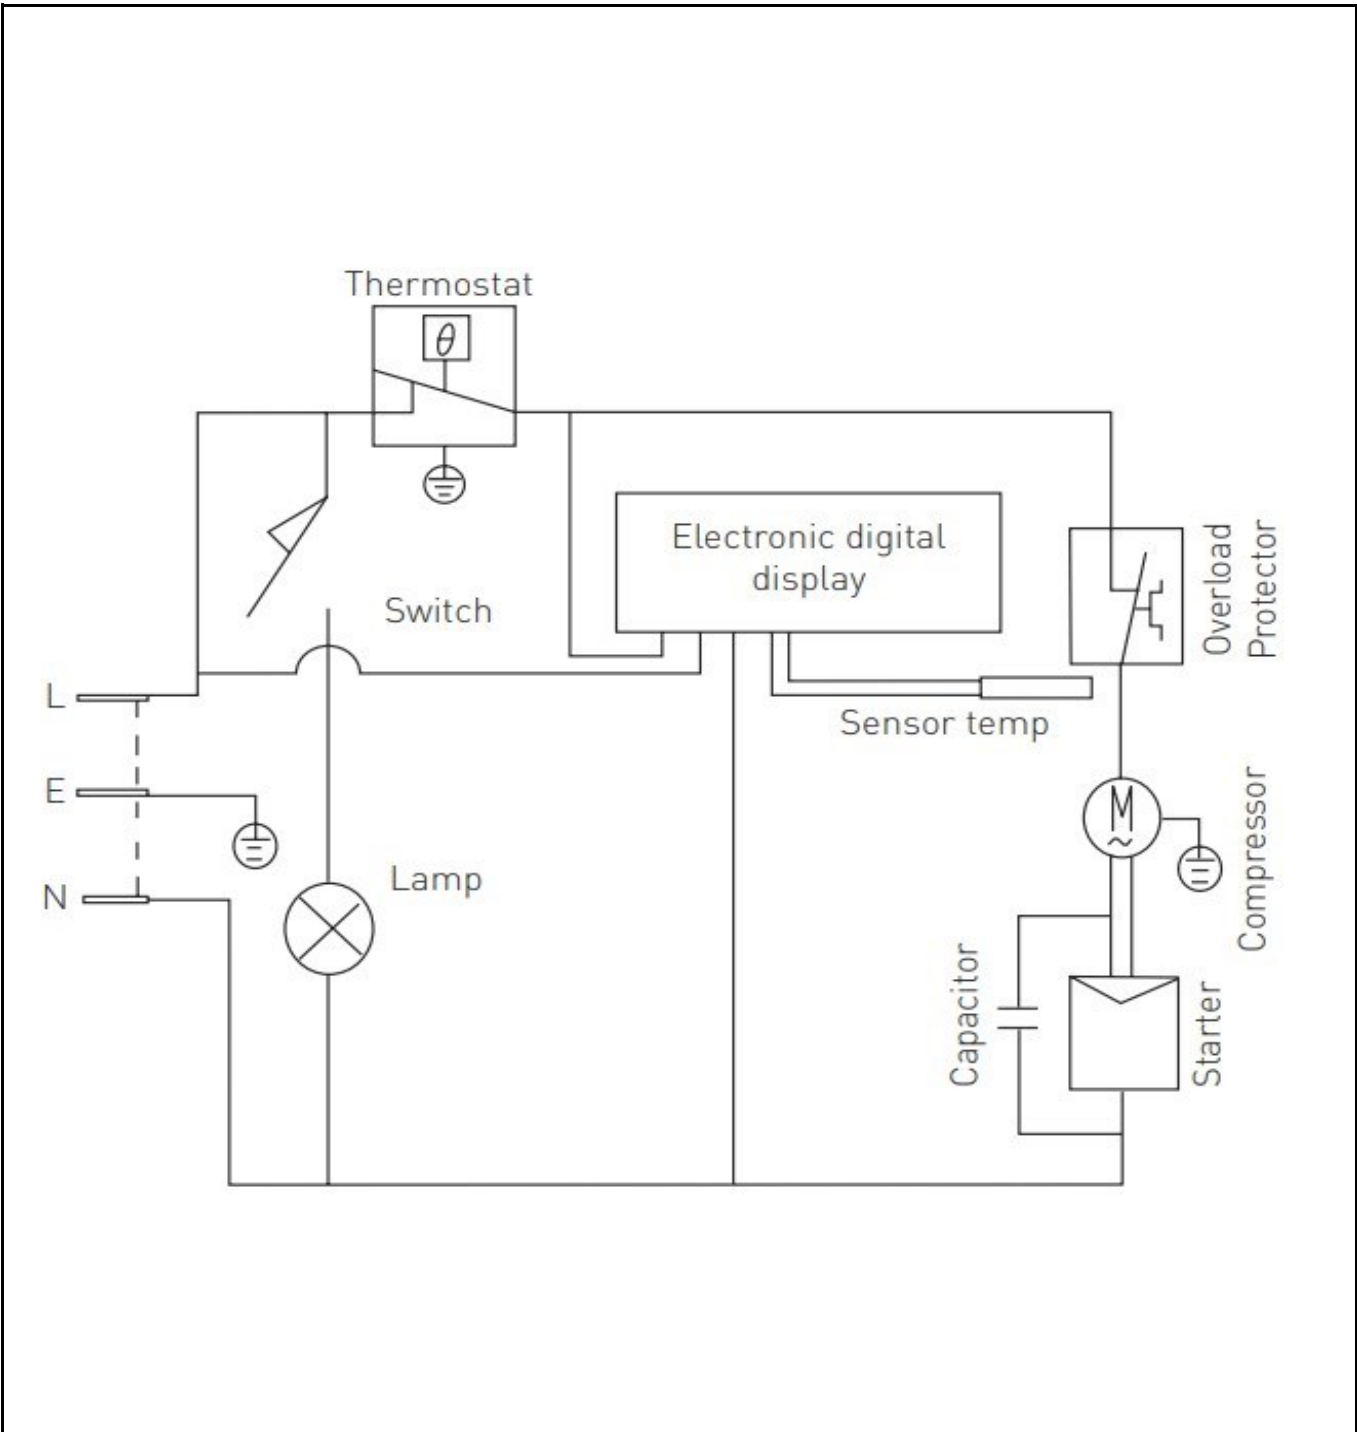 Thermostat
θ
Electronic digital
display
Switch
Overload
Protector
L
Sensor temp
E
M
~
Compressor
Lamp
N
Capacitor
Starter